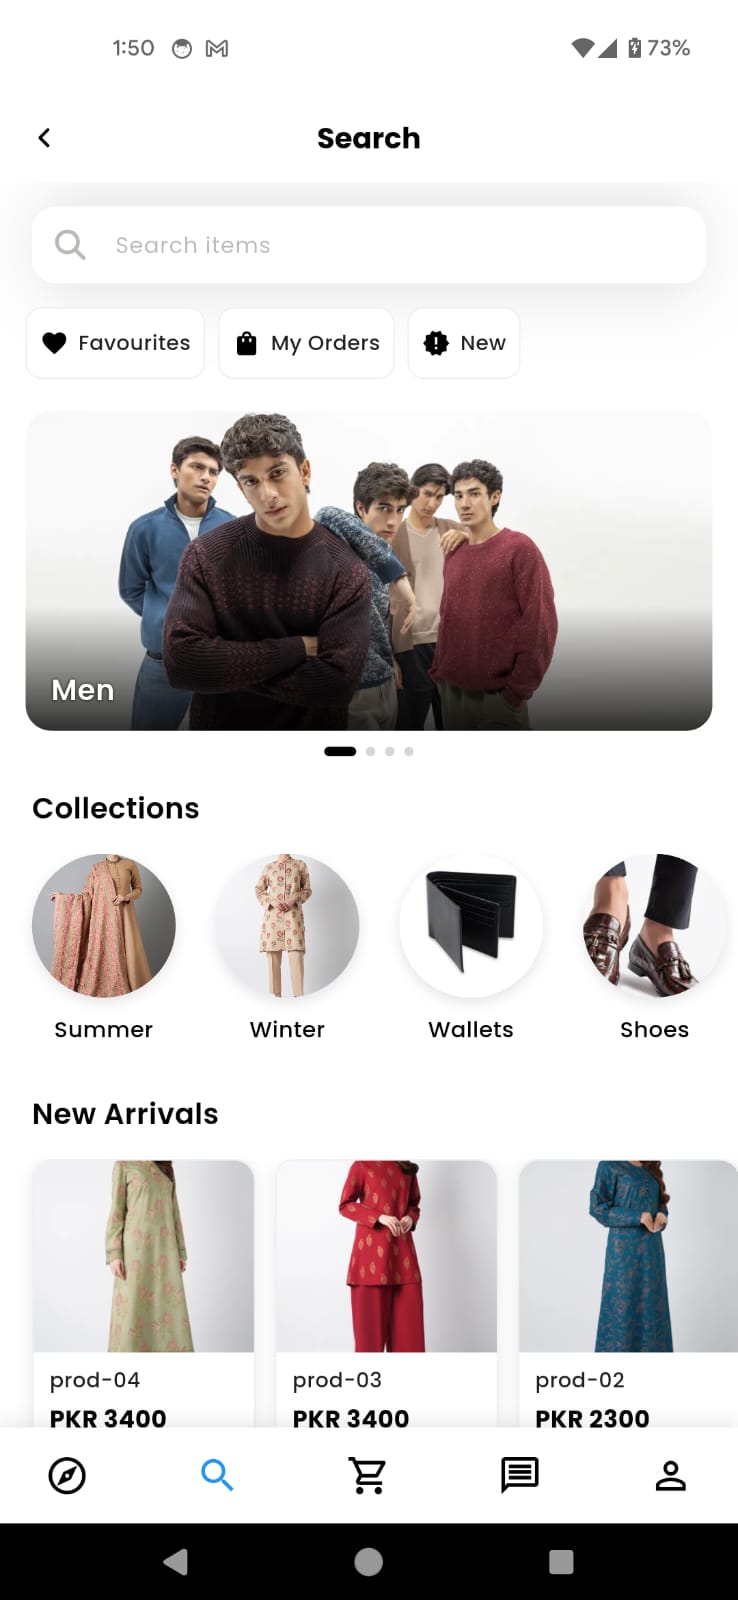 1:50
73%
Search
Search items
Favourites
My Orders
New
Men
Collections
Summer
Winter
Wallets
Shoes
New Arrivals
prod-04
prod-03
prod-02
PKR 3400
PKR 3400
PKR 2300